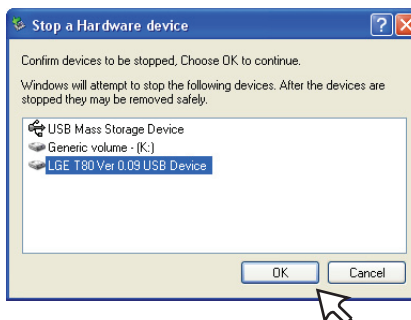 Stop a Hardware device
Confirm devices to be stopped, Choose OK to continue.
Windows will attempt to stop the following devices. After the devices are
stopped they may be removed safely.
USB Mass Storage Device
Generic volume - (K:)
LGE T80 Ver 0.09 USB Device
OK Cancel